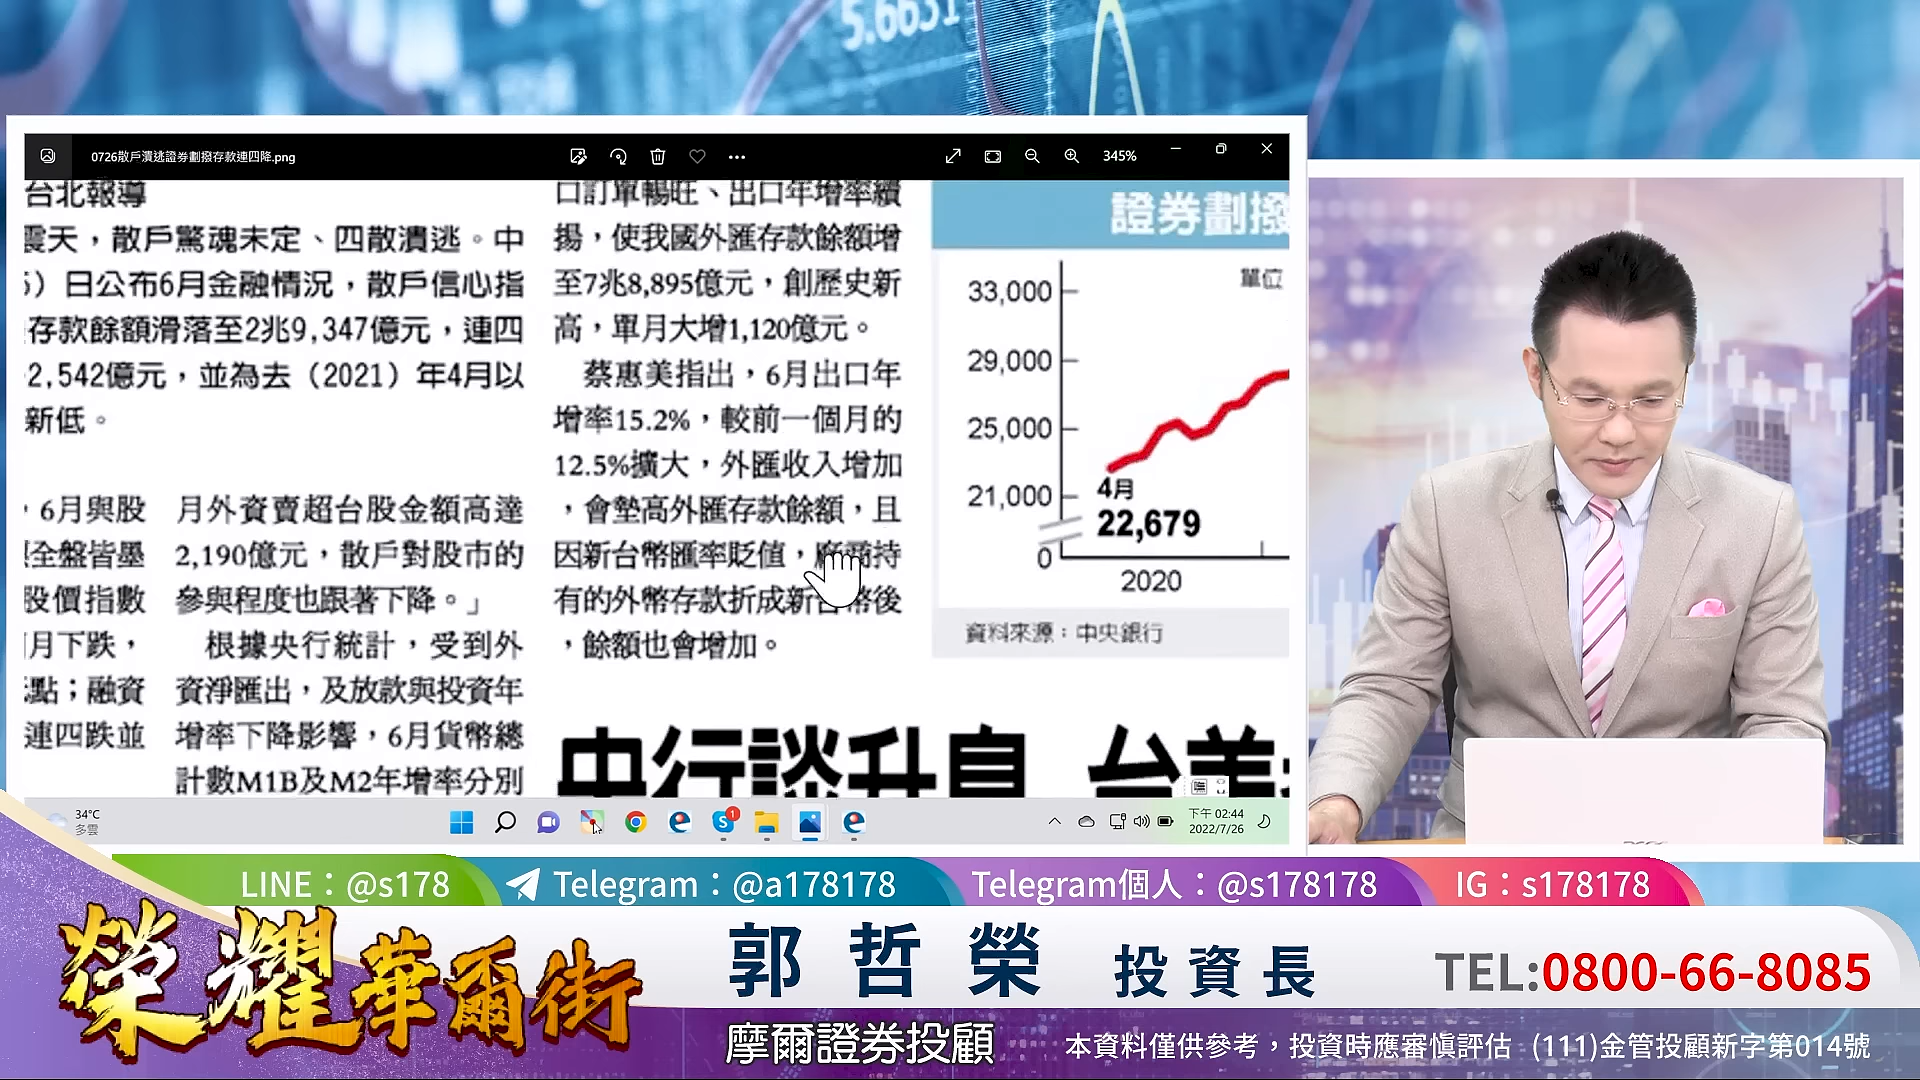 5.6631
0726散戶潰逃證券劃撥存款連四降.png
345%
台北報導
震天，散戶驚魂未定、四散潰逃。中
）日公布6月金融情況，散戶信心指
存款餘額滑落至2兆9,347億元，連四
2,542億元，並為去（2021）年4月以
新低。
，6月與股
全盤皆墨
股價指數
月下跌，
點；融資
連四跌並
月外資賣超台股金額高達
2,190億元，散戶對股市的
參與程度也跟著下降。」
根據央行統計，受到外
資淨匯出，及放款與投資年
增率下降影響，6月貨幣總
計數M1B及M2年增率分別
口訂單暢旺、出口年增率續
揚，使我國外匯存款餘額增
至7兆8,895億元，創歷史新
高，單月大增1,120億元。
蔡惠美指出，6月出口年
增率15.2%，較前一個月的
12.5%擴大，外匯收入增加
，會墊高外匯存款餘額，且
因新台幣匯率貶值，廠商持
有的外幣存款折成新台幣後
，餘額也會增加。
證券劃撥
單位
33,000
29,000
25,000
21,000
0
4月
22,679
2020
資料來源：中央銀行
中行談升息 台美
34°C
多雲
1
下午 02:44
2022/7/26
LINE：@s178
Telegram：@a178178
Telegram個人：@s178178
IG：s178178
榮耀華爾街
郭哲榮 投資長
TEL:0800-66-8085
摩爾證券投顧
本資料僅供參考，投資時應審慎評估 (111)金管投顧新字第014號